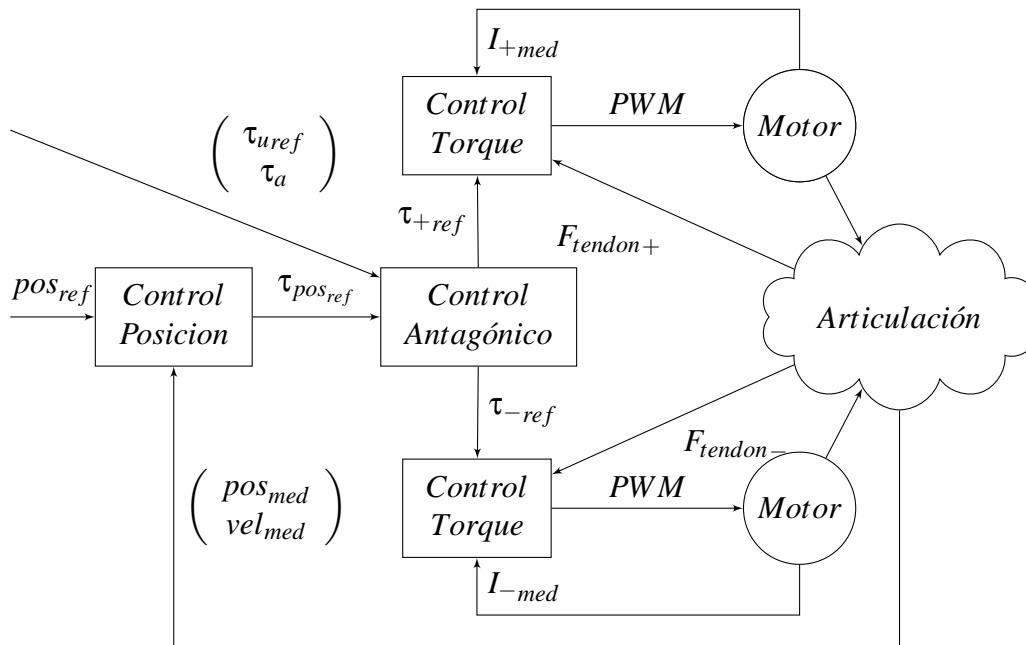 I+med
Control
Torque
PWM
Motor
τuref
τa
τ+ref
Ftendon+
posref
Control
Posicion
τposref
Control
Antagónico
Articulación
τ−ref
Ftendon−
posmed
velmed
Control
Torque
PWM
Motor
I−med